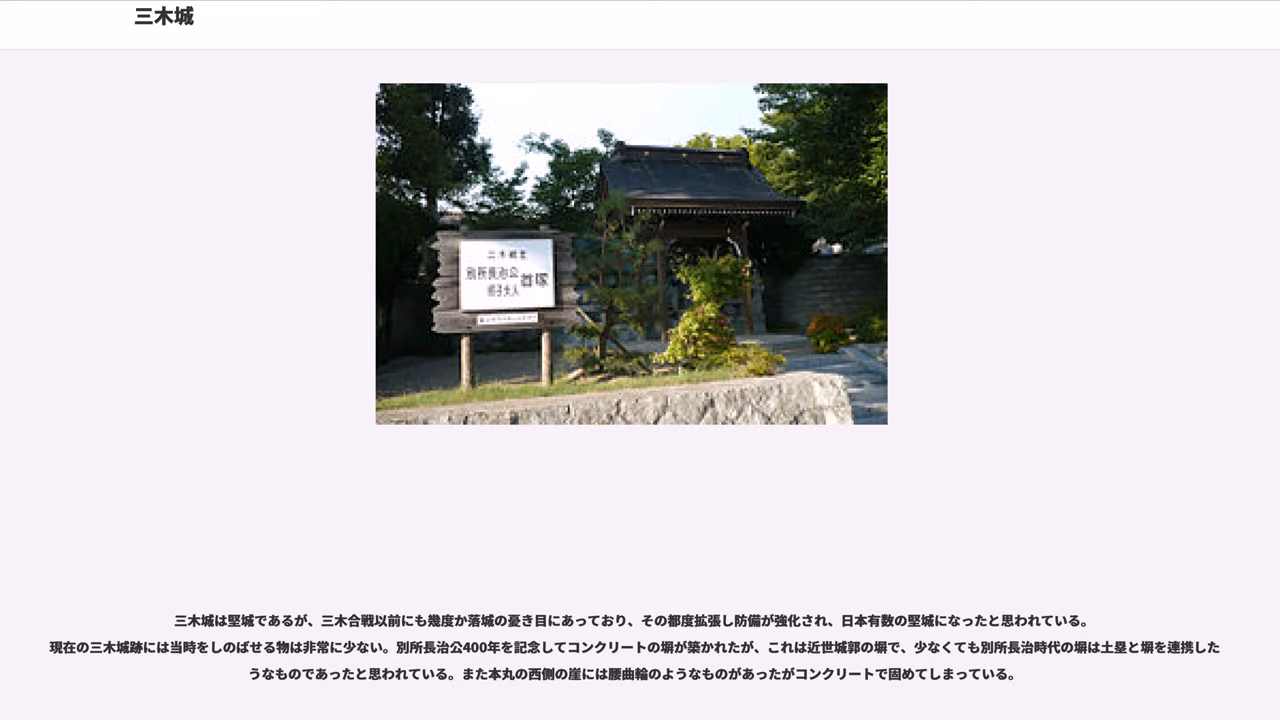 三木城
三木城主
別所長治公
照子夫人
首塚
三木城は堅城であるが、三木合戦以前にも幾度か落城の憂き目にあっており、その都度拡張し防備が強化され、日本有数の堅城になったと思われている。
現在の三木城跡には当時をしのばせる物は非常に少ない。別所長治公400年を記念してコンクリートの塀が築かれたが、これは近世城郭の塀で、少なくても別所長治時代の塀は土塁と塀を連携した
うなものであったと思われている。また本丸の西側の崖には腰曲輪のようなものがあったがコンクリートで固めてしまっている。